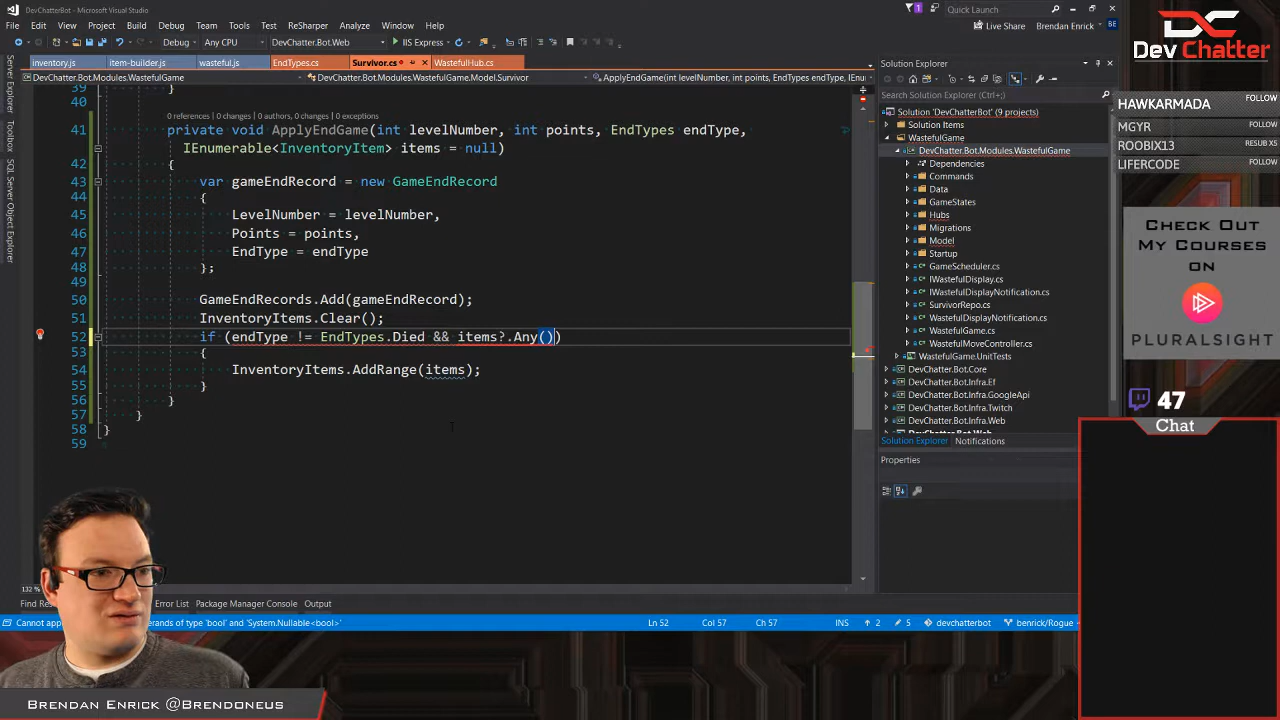 DevChatterBot - Microsoft Visual Studio
1
Quick Launch
File Edit View Project Build Debug Team Tools Test ReSharper Analyze Window Help
Live Share
Brendan Enrick BE
Debug Any CPU DevChatter.Bot.Web IIS Express
inventory.js item-builder.js wasteful.js EndTypes.cs Survivor.cs WastefulHub.cs
DevChatter.Bot.Modules.WastefulGame DevChatter.Bot.Modules.WastefulGame.Model.Survivor ApplyEndGame(int levelNumber, int points, EndTypes endType, IEnu
Server Explorer
Toolbox
SQL Server Object Explorer
39 }
40
0 references | 0 changes | 0 authors, 0 changes | 0 exceptions
41 private void ApplyEndGame(int levelNumber, int points, EndTypes endType,
IEnumerable<InventoryItem> items = null)
42 {
43 var gameEndRecord = new GameEndRecord
44 {
45 LevelNumber = levelNumber,
46 Points = points,
47 EndType = endType
48 };
49
50 GameEndRecords.Add(gameEndRecord);
51 InventoryItems.Clear();
52 if (endType != EndTypes.Died && items?.Any())
53 {
54 InventoryItems.AddRange(items);
55 }
56 }
57 }
58 }
59
132 %
Error List Package Manager Console Output
erands of type 'bool' and 'System.Nullable<bool>'
Ln 52 Col 57 Ch 57 INS 2 5 devchatterbot benrick/Rogue
Solution Explorer
Search Solution Explorer (Ctrl+;)
Solution 'DevChatterBot' (9 projects)
Solution Items
WastefulGame
DevChatter.Bot.Modules.WastefulGame
Dependencies
Commands
Data
GameStates
Hubs
Migrations
Model
Startup
GameScheduler.cs
IWastefulDisplay.cs
IWastefulDisplayNotification.cs
SurvivorRepo.cs
WastefulDisplayNotification.cs
WastefulGame.cs
WastefulMoveController.cs
WastefulGame.UnitTests
DevChatter.Bot.Core
DevChatter.Bot.Infra.Ef
DevChatter.Bot.Infra.GoogleApi
DevChatter.Bot.Infra.Twitch
DevChatter.Bot.Infra.Web
Solution Explorer Notifications
Properties
Dev Chatter
HAWKARMADA FOLLOW
MGYR FOLLOW
ROOBIX13 RESUB X5
LIFERCODE FOLLOW
Check Out
My Courses
on
PLURALSIGHT
47
Chat
Brendan Enrick @Brendoneus